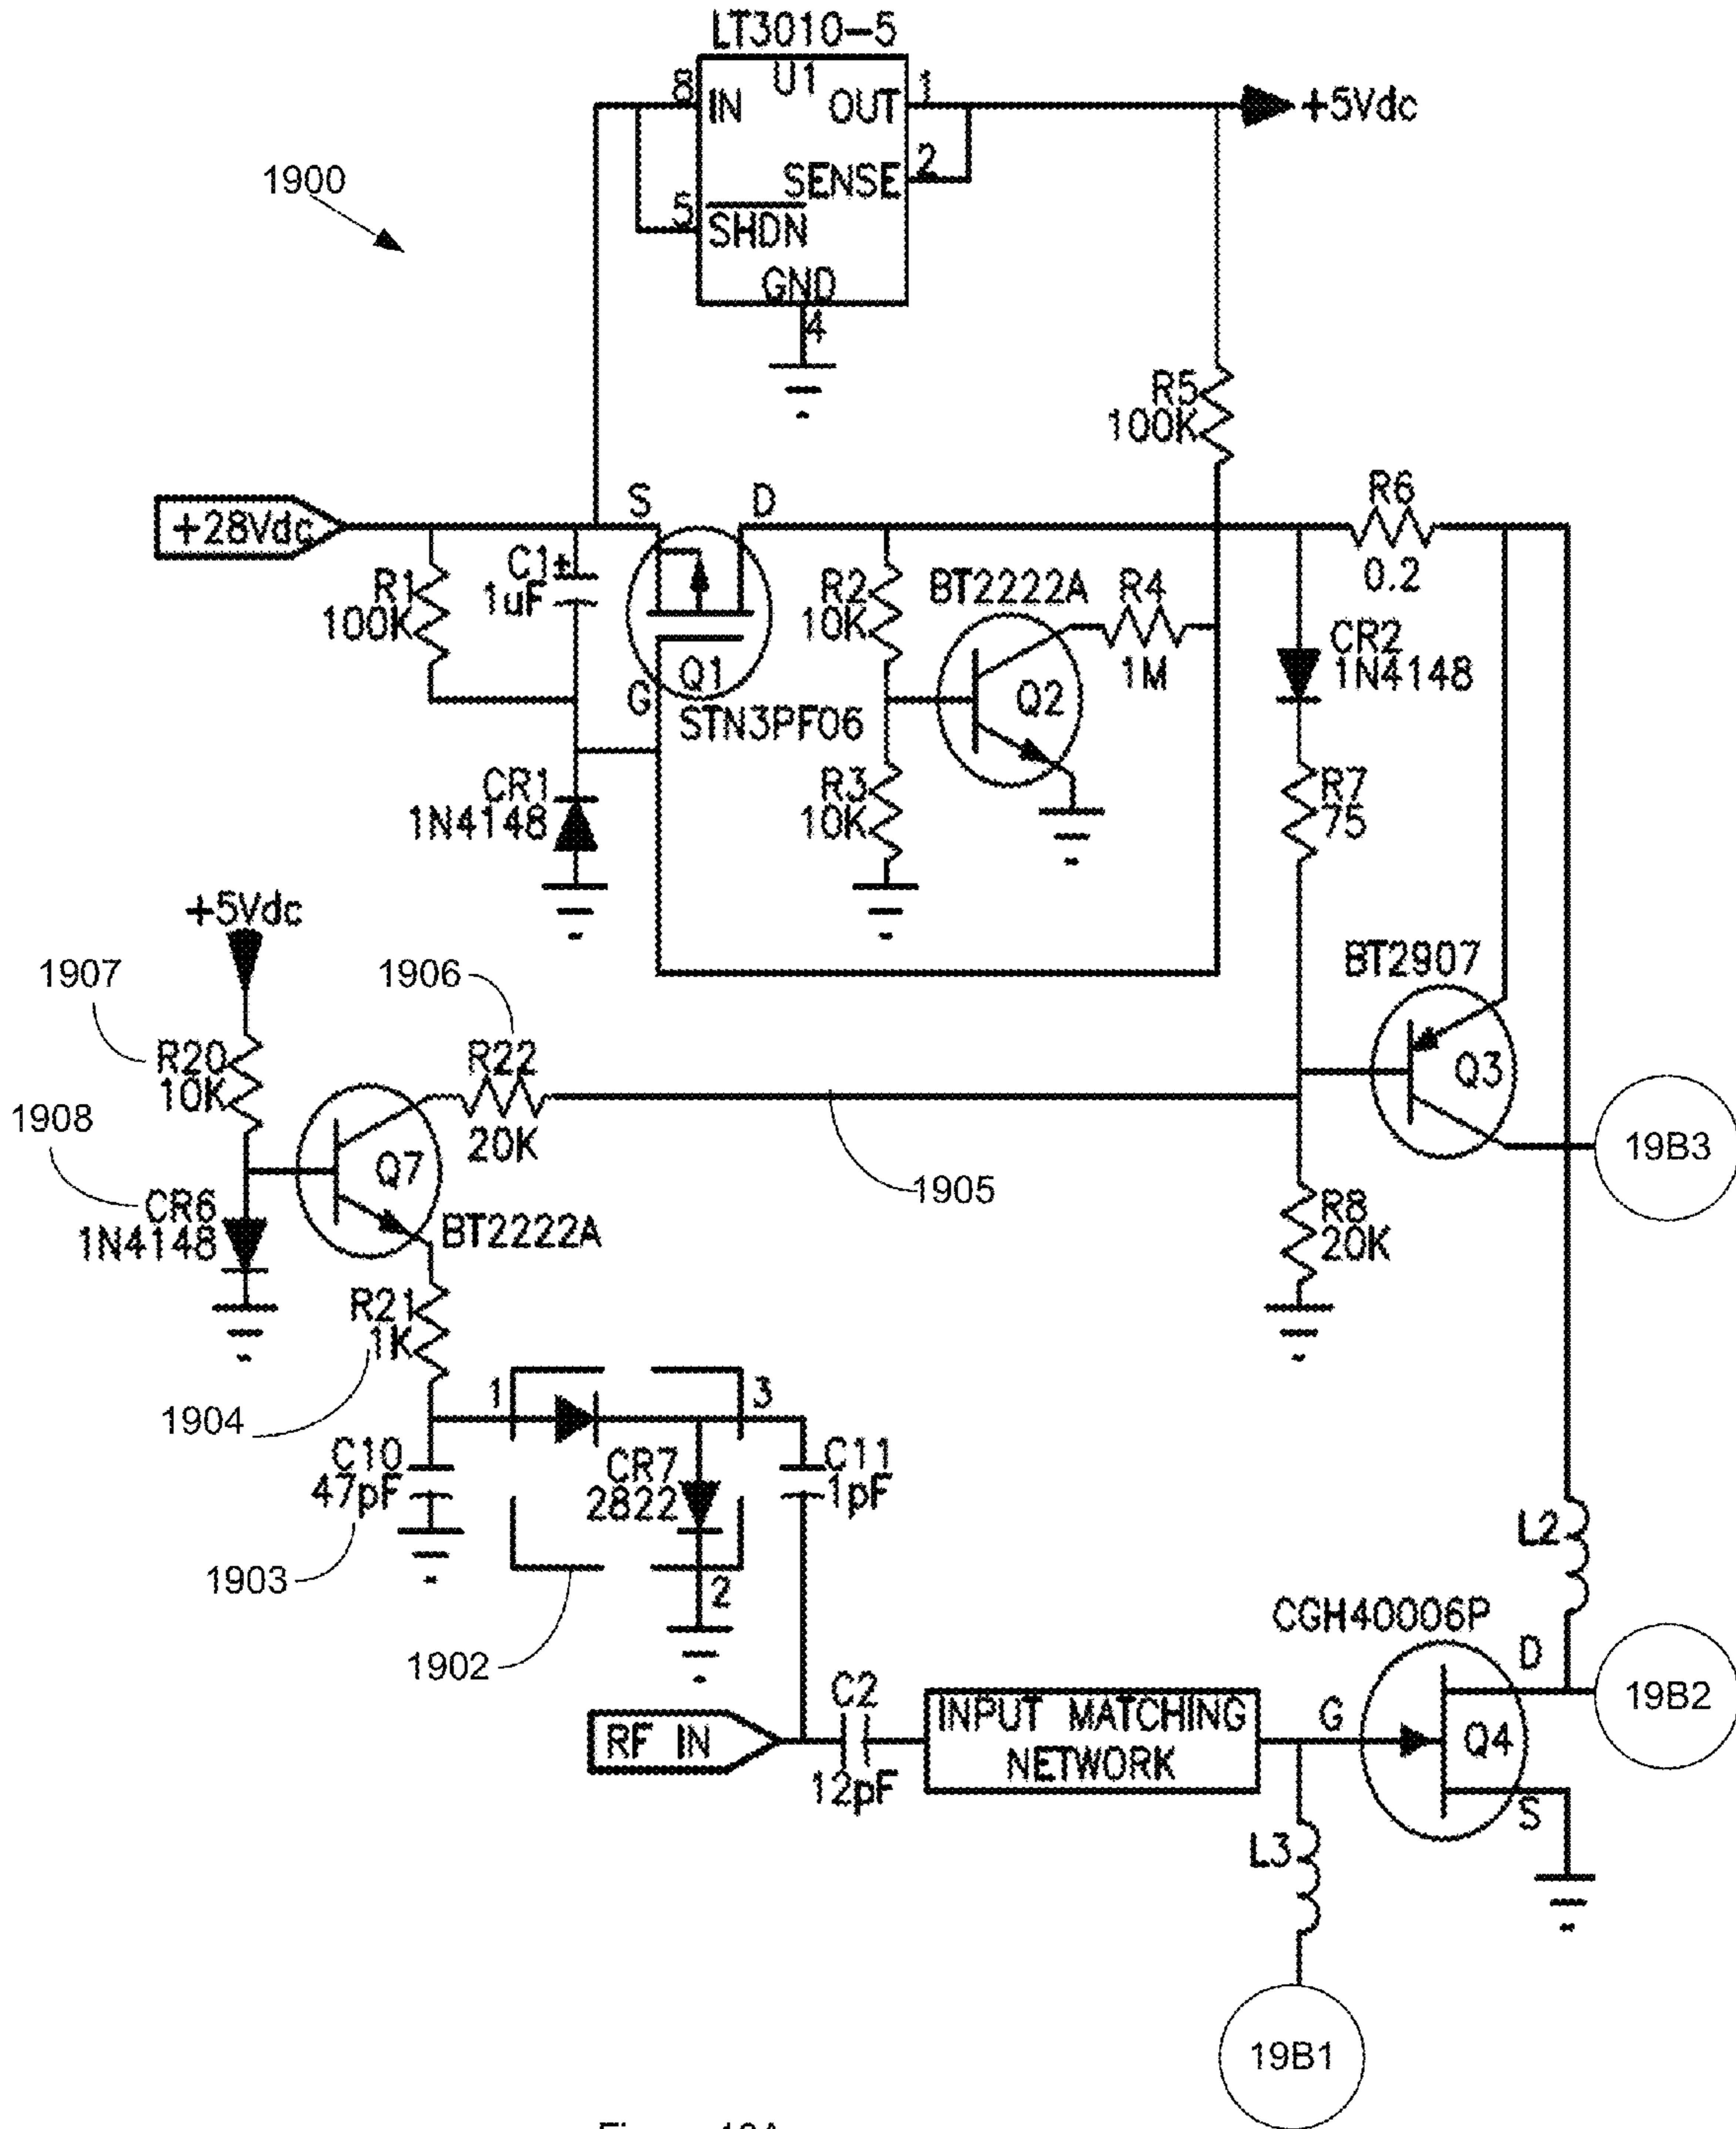 LT3010-5
U1
8
IN
OUT
1
+5Vdc
2
SENSE
5
SHDN
GND
4
1900
R5
100K
+28Vdc
S
D
R6
0.2
R1
100K
C1
+
1uF
R2
10K
BT2222A
R4
1M
Q2
CR2
1N4148
G
Q1
STN3PF06
CR1
1N4148
R3
10K
R7
75
+5Vdc
1907
1906
BT2907
R20
10K
R22
20K
Q3
1908
Q7
1905
19B3
CR6
1N4148
BT2222A
R8
20K
R21
1K
1
3
1904
C10
47pF
CR7
2822
C11
1pF
L2
1903
2
1902
CGH40006P
D
C2
19B2
RF IN
INPUT MATCHING
NETWORK
G
Q4
12pF
S
L3
19B1